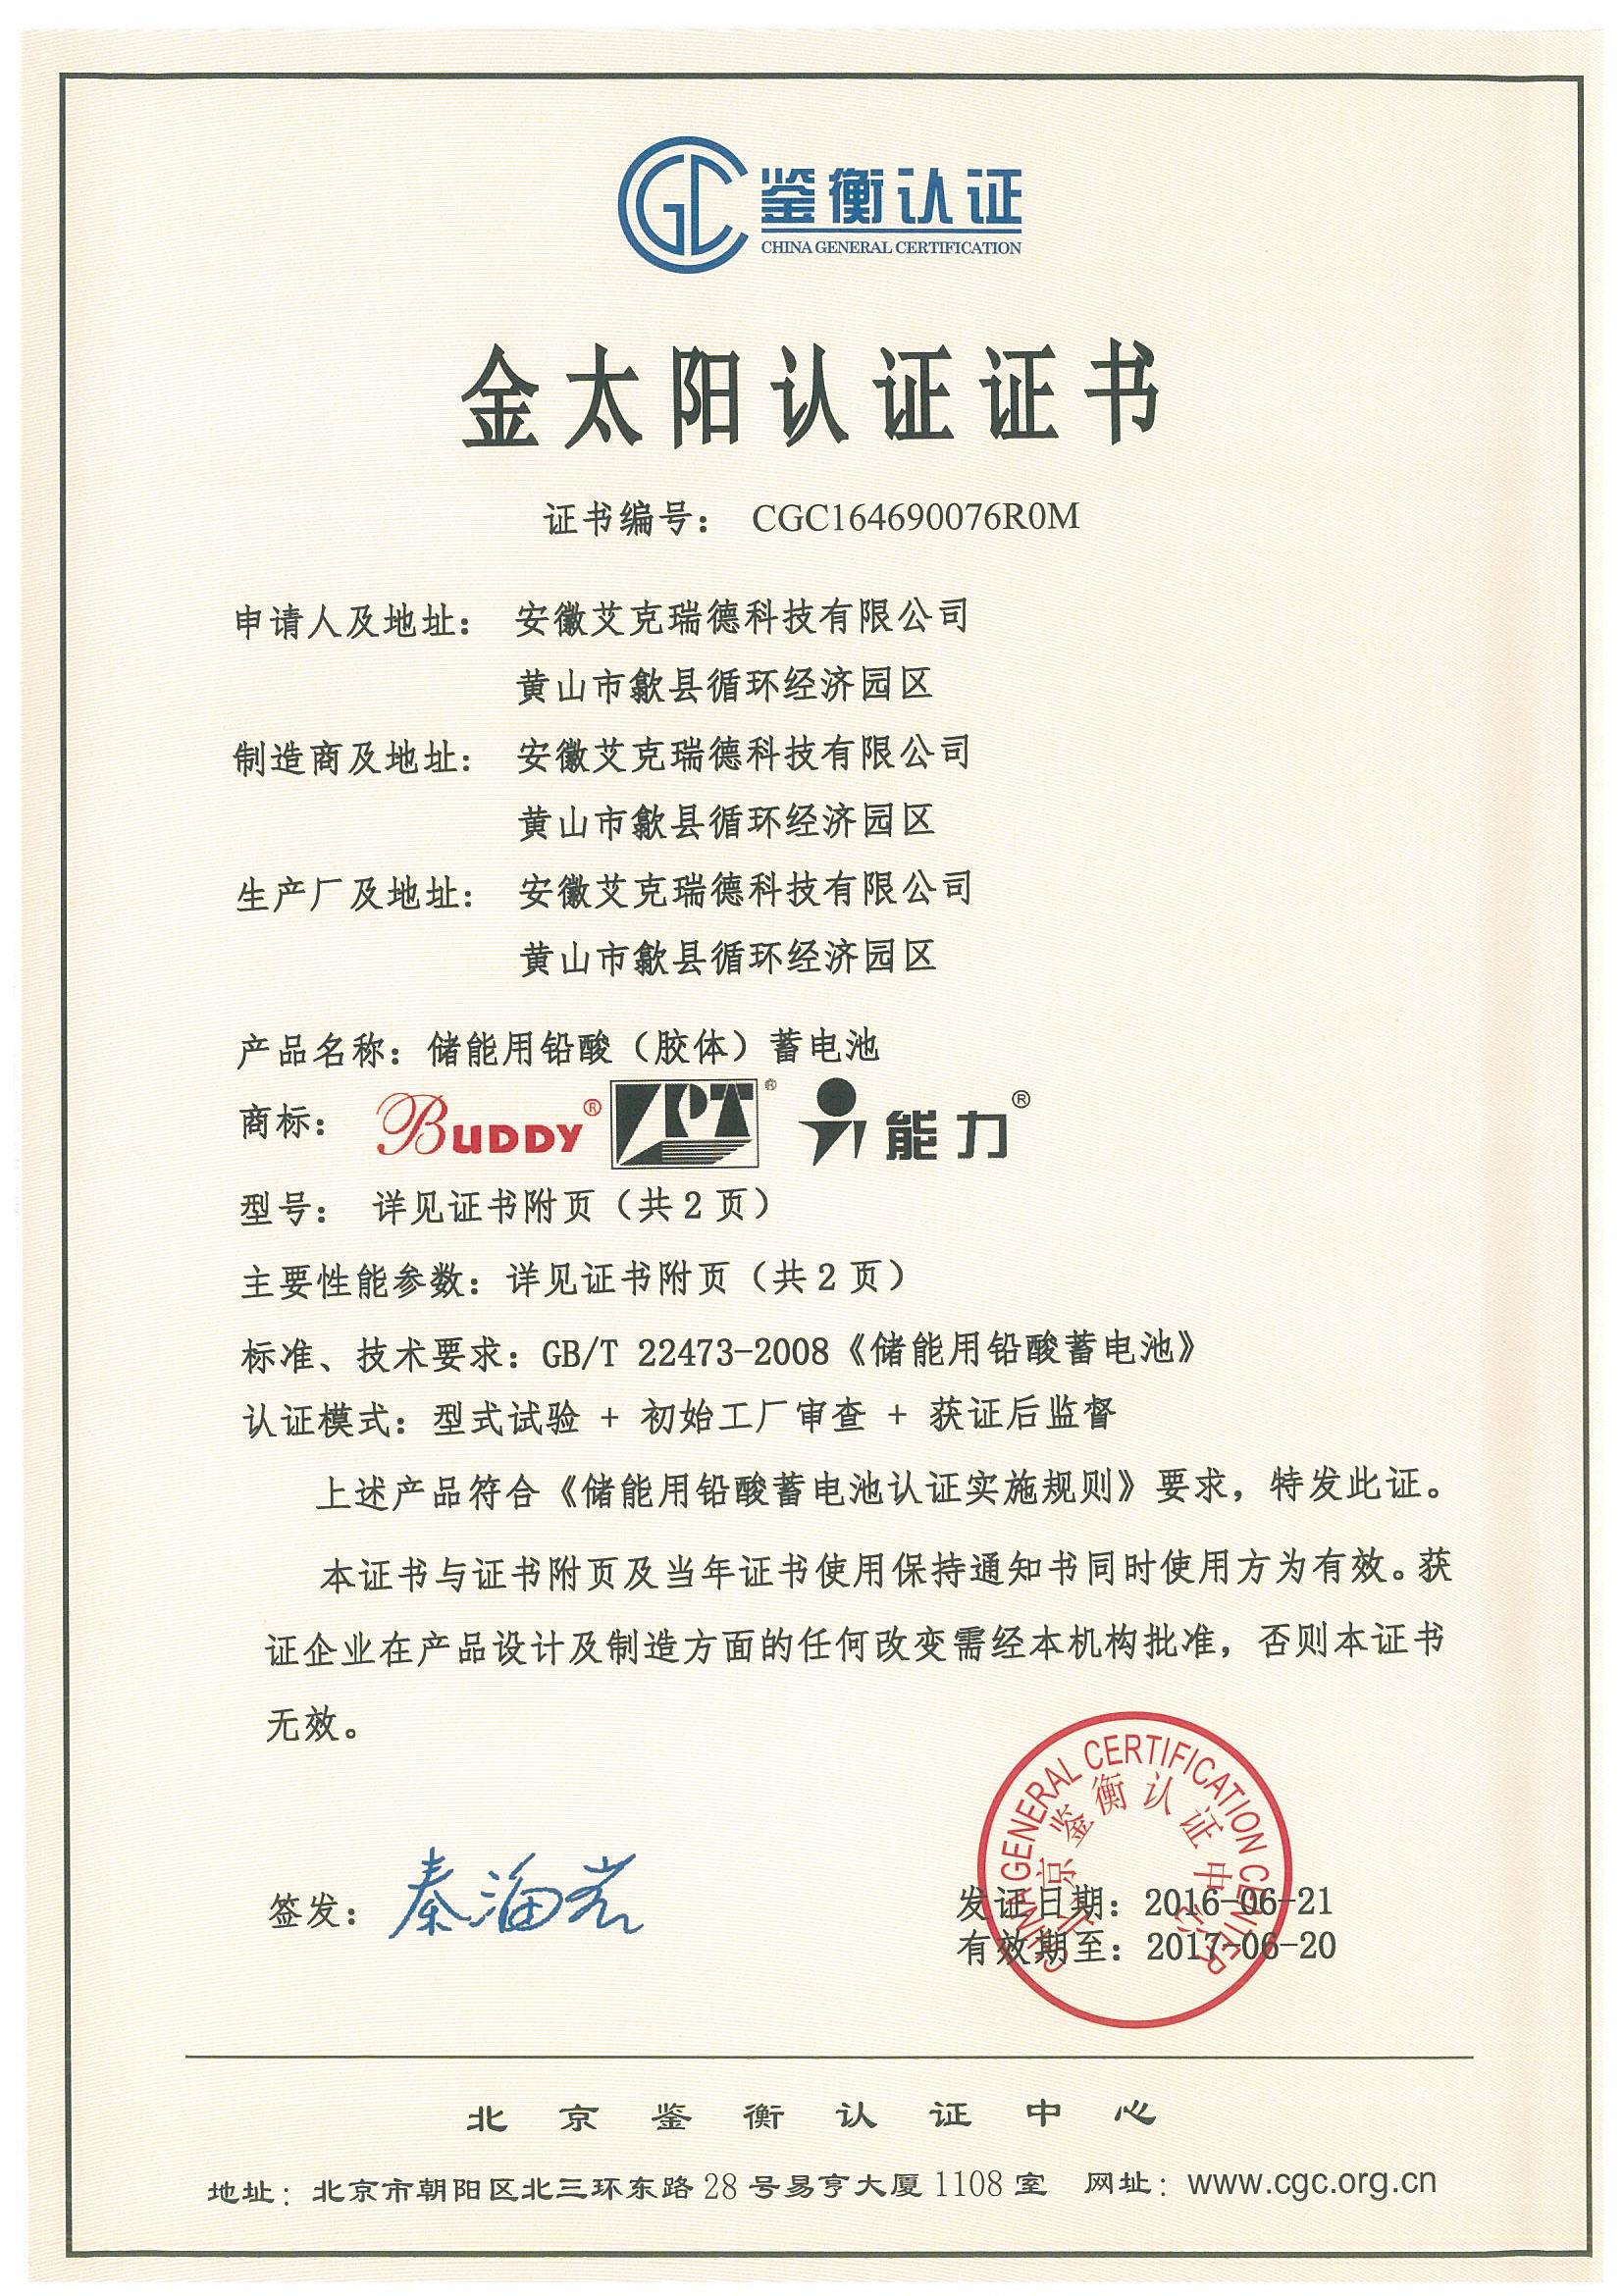 鉴衡认证
CHINA GENERAL CERTIFICATION
金太阳认证证书
证书编号： CGC164690076R0M
申请人及地址： 安徽艾克瑞德科技有限公司
黄山市歙县循环经济园区
制造商及地址： 安徽艾克瑞德科技有限公司
黄山市歙县循环经济园区
生产厂及地址： 安徽艾克瑞德科技有限公司
黄山市歙县循环经济园区
产品名称：储能用铅酸（胶体）蓄电池
商标： BUDDY® ® 能力®
型号： 详见证书附页（共 2 页）
主要性能参数：详见证书附页（共 2 页）
标准、技术要求：GB/T 22473-2008《储能用铅酸蓄电池》
认证模式：型式试验 + 初始工厂审查 + 获证后监督
上述产品符合《储能用铅酸蓄电池认证实施规则》要求，特发此证。
本证书与证书附页及当年证书使用保持通知书同时使用方为有效。获
证企业在产品设计及制造方面的任何改变需经本机构批准，否则本证书
无效。
CHINA GENERAL CERTIFICATION CENTER
北京鉴衡认证中心
签发：秦海岩
发证日期：2016-06-21
有效期至：2017-06-20
北京鉴衡认证中心
地址：北京市朝阳区北三环东路 28 号易亨大厦 1108 室 网址：www.cgc.org.cn